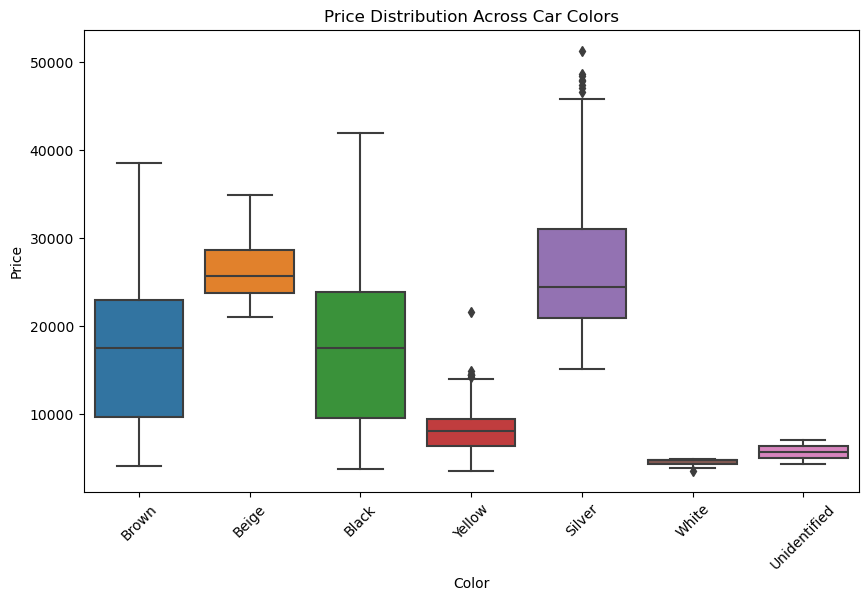 Price Distribution Across Car Colors
50000
40000
30000
20000
10000
Price
Brown
Beige
Black
Yellow
Silver
White
Unidentified
Color